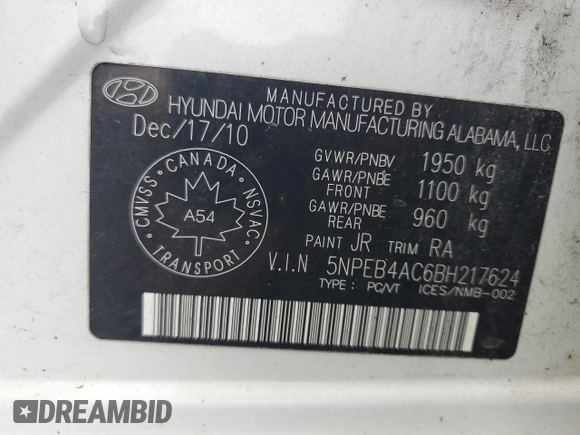 MANUFACTURED BY
HYUNDAI MOTOR MANUFACTURING ALABAMA, LLC
Dec/17/10
GVWR/PNBV 1950 kg
GAWR/PNBE FRONT 1100 kg
GAWR/PNBE REAR 960 kg
PAINT JR TRIM RA
V.I.N 5NPEB4AC6BH217624
TYPE : PC/VT ICES/NMB-002
CANADA
CMVSS
NSVAC
A54
TRANSPORT
DREAMBID